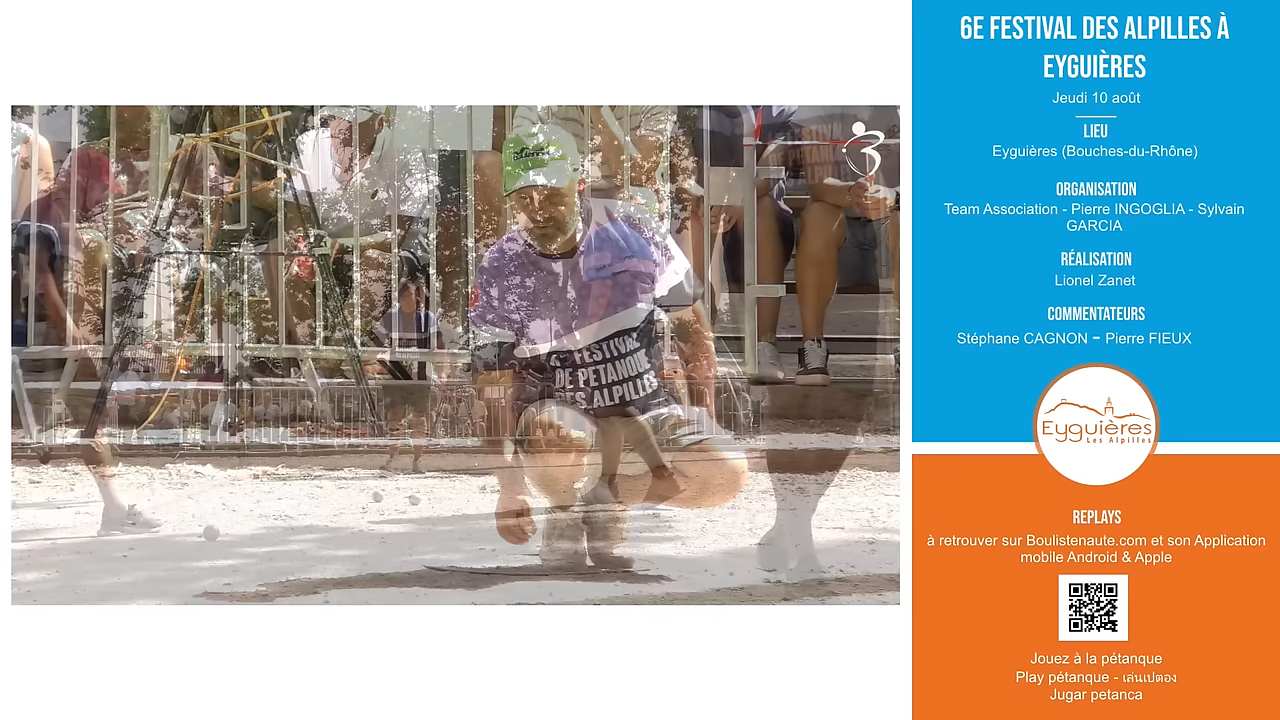 6E FESTIVAL DES ALPILLES À
EYGUIÈRES
Jeudi 10 août
LIEU
Eyguières (Bouches-du-Rhône)
ORGANISATION
Team Association - Pierre INGOGLIA - Sylvain
GARCIA
RÉALISATION
Lionel Zanet
COMMENTATEURS
Stéphane CAGNON – Pierre FIEUX
Eyguières
Les Alpilles
REPLAYS
à retrouver sur Boulistenaute.com et son Application
mobile Android & Apple
Jouez à la pétanque
Play pétanque - เล่นเปตอง
Jugar petanca
FESTIVAL
DE PETANQUE
DES ALPILLES